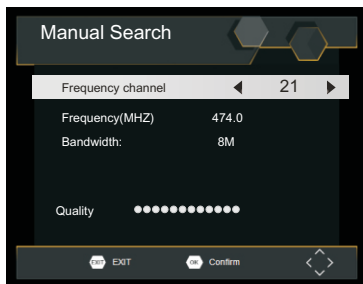 Manual Search
Frequency channel 21
Frequency(MHZ) 474.0
Bandwidth: 8M
Quality
EXIT EXIT OK Confirm